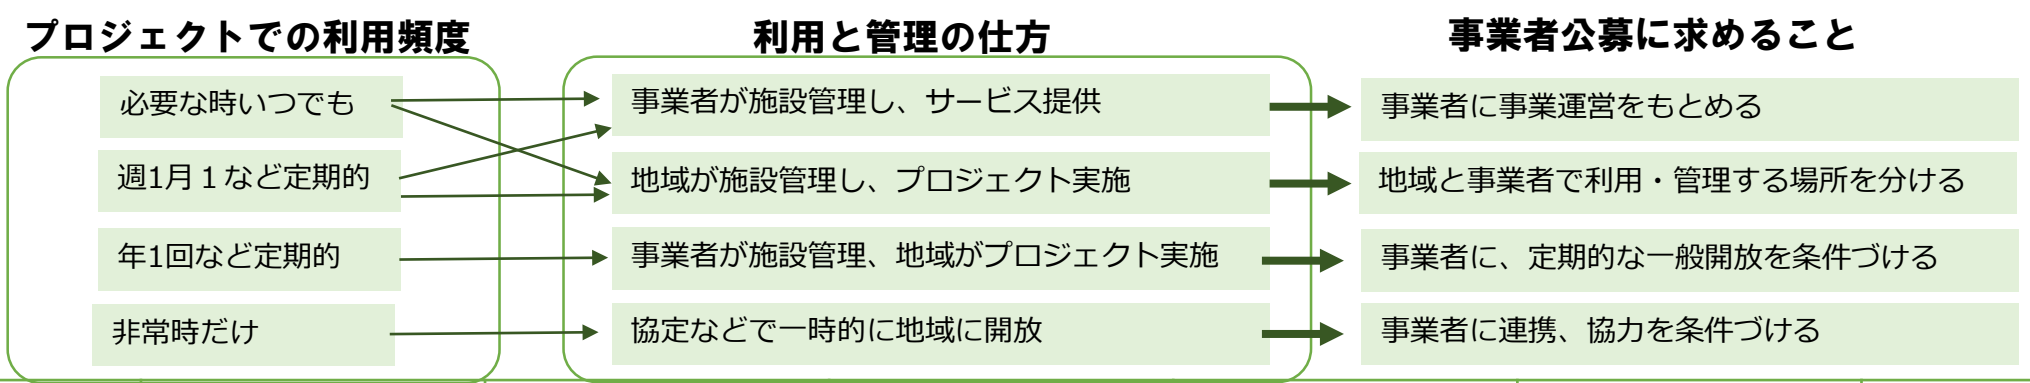 プロジェクトでの利用頻度
利用と管理の仕方
事業者公募に求めること
必要な時いつでも
事業者が施設管理し、サービス提供
事業者に事業運営をもとめる
週1月１など定期的
地域が施設管理し、プロジェクト実施
地域と事業者で利用・管理する場所を分ける
年1回など定期的
事業者が施設管理、地域がプロジェクト実施
事業者に、定期的な一般開放を条件づける
非常時だけ
協定などで一時的に地域に開放
事業者に連携、協力を条件づける